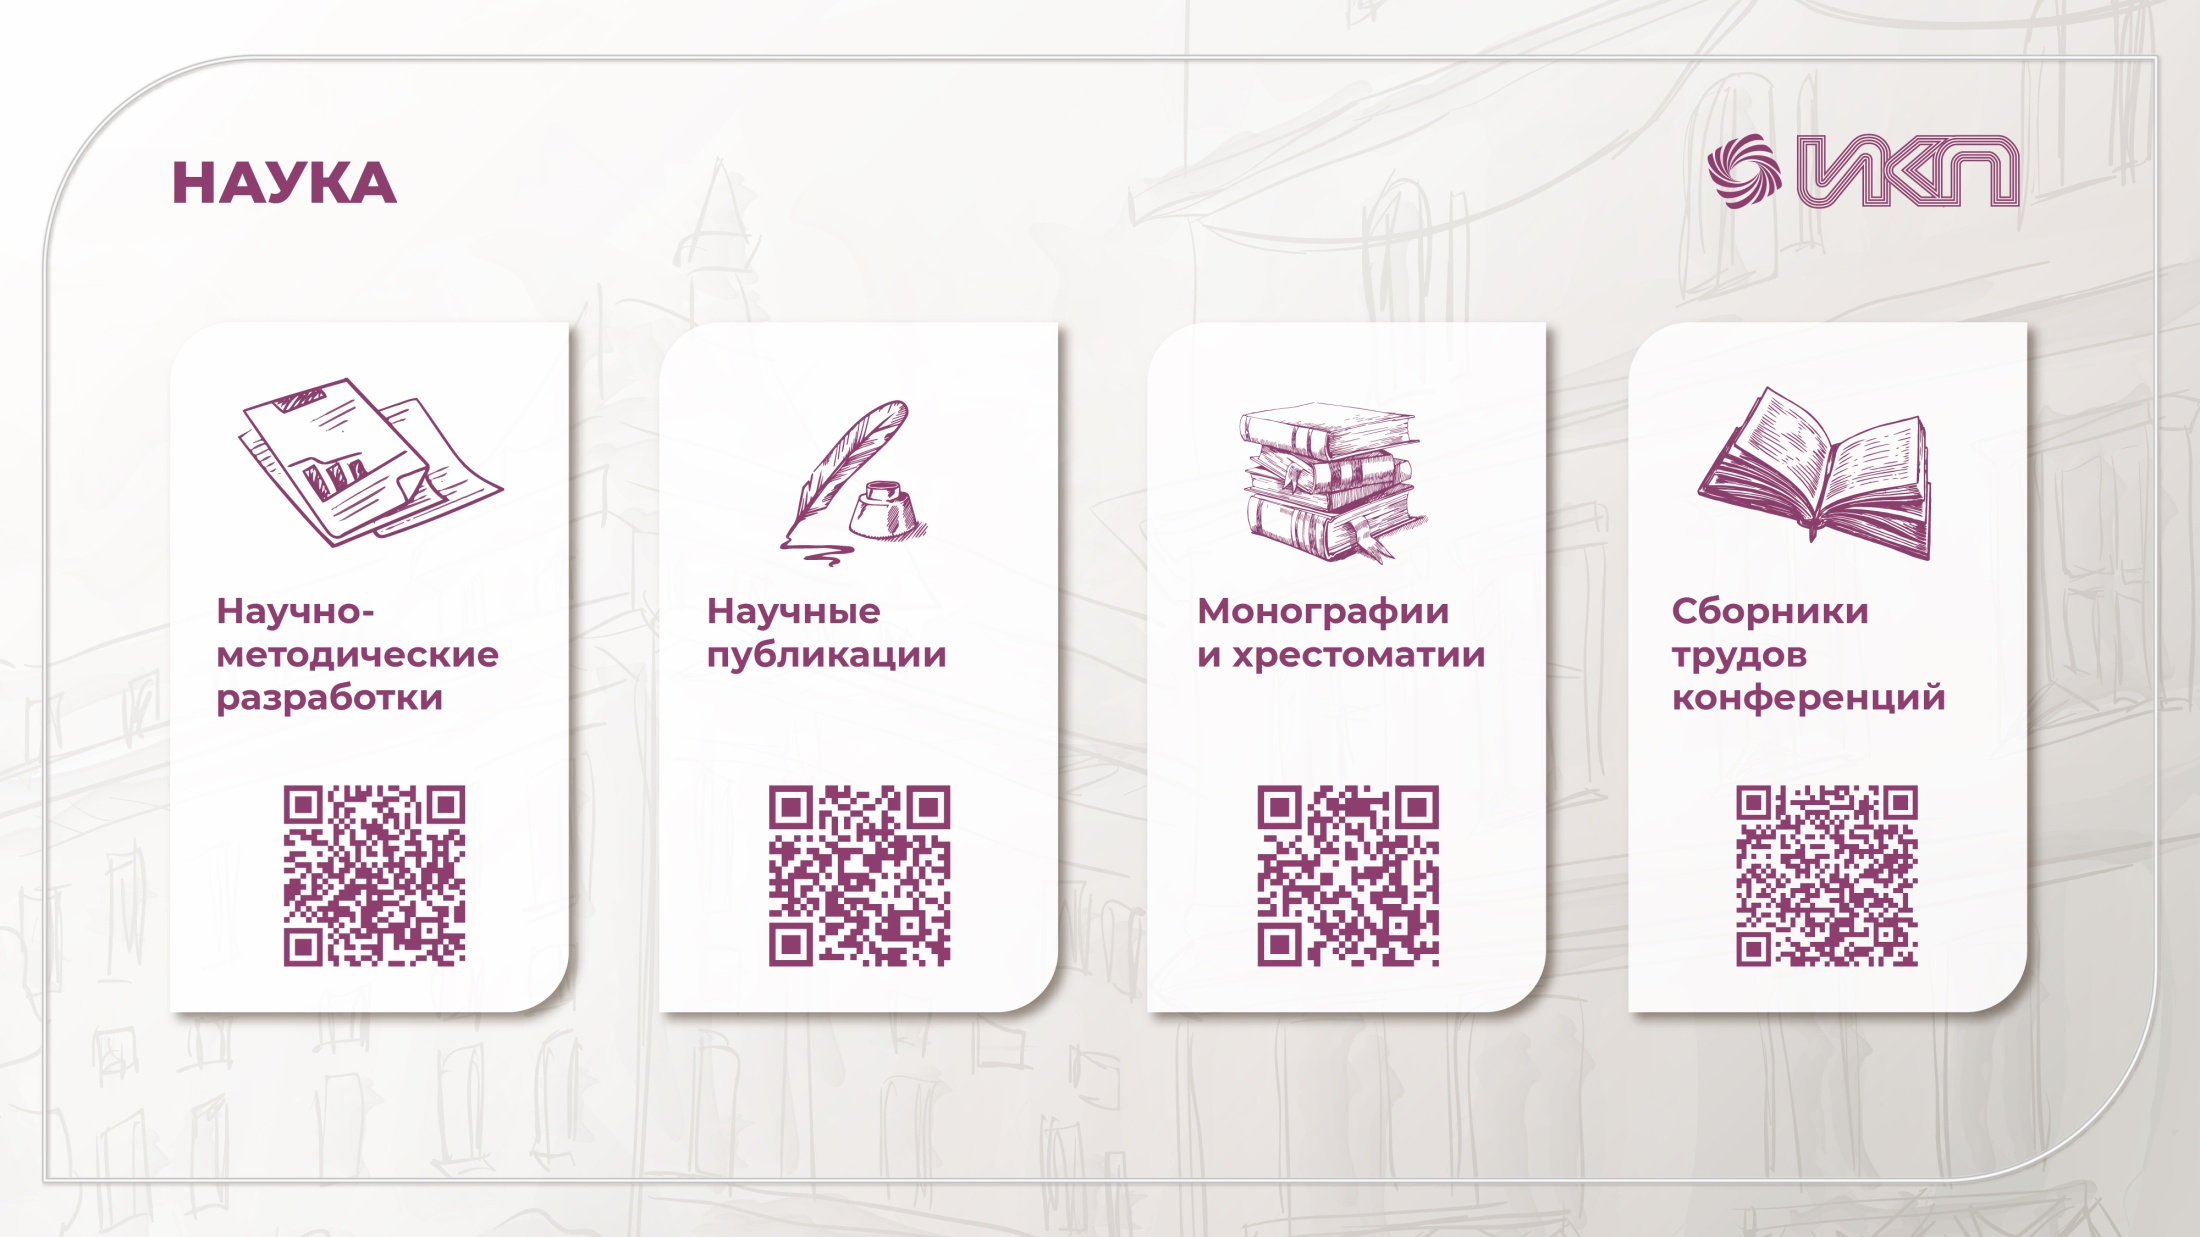 НАУКА
ИКП
Научно-
методические
разработки
Научные
публикации
Монографии
и хрестоматии
Сборники
трудов
конференций